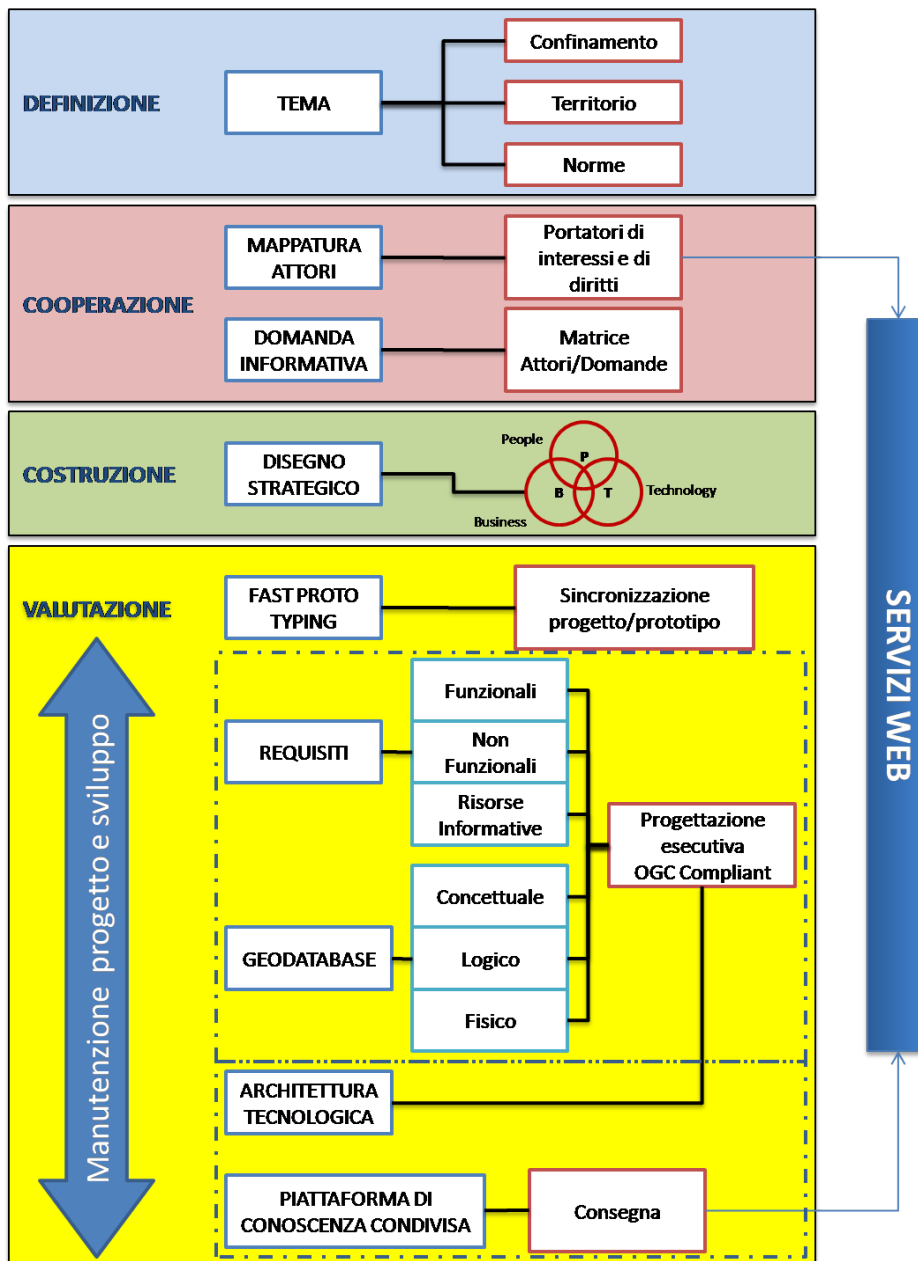 DEFINIZIONE
TEMA
Confinamento
Territorio
Norme
COOPERAZIONE
MAPPATURA
ATTORI
Portatori di
interessi e di
diritti
DOMANDA
INFORMATIVA
Matrice
Attori/Domande
COSTRUZIONE
DISEGNO
STRATEGICO
People
P
B
T
Technology
Business
VALUTAZIONE
FAST PROTO
TYPING
Sincronizzazione
progetto/prototipo
Manutenzione progetto e sviluppo
REQUISITI
Funzionali
Non
Funzionali
Risorse
Informative
Progettazione
esecutiva
OGC Compliant
GEODATABASE
Concettuale
Logico
Fisico
ARCHITETTURA
TECNOLOGICA
PIATTAFORMA DI
CONOSCENZA CONDIVISA
Consegna
SERVIZI WEB